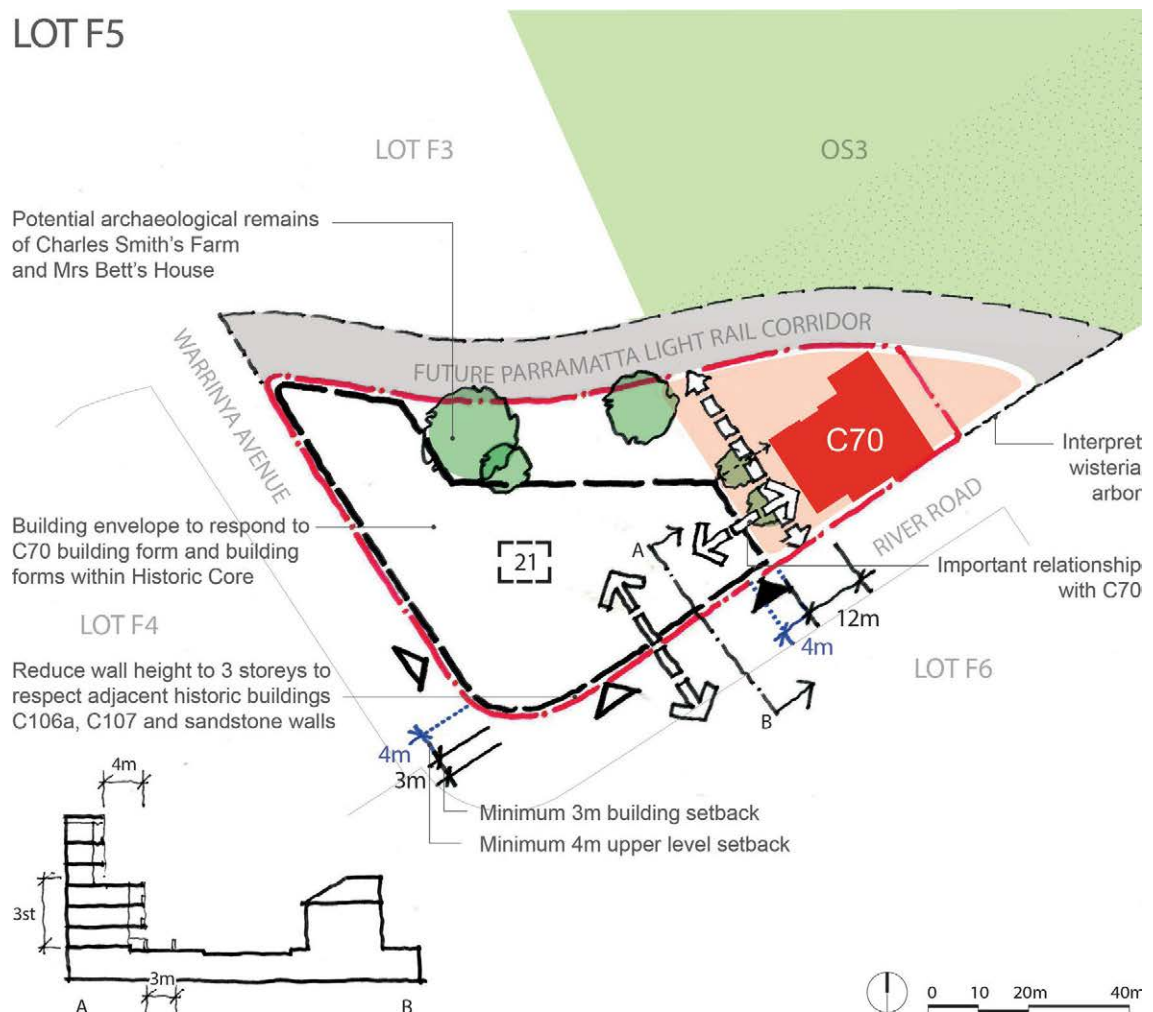 LOT F5
LOT F3
OS3
Potential archaeological remains
of Charles Smith's Farm
and Mrs Bett's House
FUTURE PARRAMATTA LIGHT RAIL CORRIDOR
WARRINYA AVENUE
C70
Interpret
wisteria
arbor
RIVER ROAD
Building envelope to respond to
C70 building form and building
forms within Historic Core
21
A
Important relationship
with C70
12m
4m
LOT F4
LOT F6
Reduce wall height to 3 storeys to
respect adjacent historic buildings
C106a, C107 and sandstone walls
B
4m
3m
4m
Minimum 3m building setback
Minimum 4m upper level setback
3st
3m
A
B
0 10 20m 40m